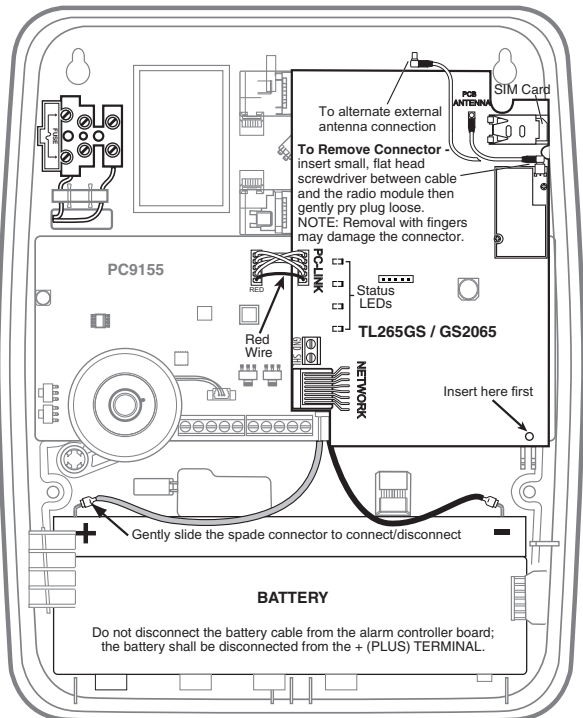 SIM Card
PCB
ANTENNA
To alternate external
antenna connection
FUSE
To Remove Connector -
insert small, flat head
screwdriver between cable
and the radio module then
gently pry plug loose.
NOTE: Removal with fingers
may damage the connector.
PC9155
PC-LINK
RED
Status
LEDs
Red
Wire
TL265GS / GS2065
SH GND
NETWORK
Insert here first
+
-
Gently slide the spade connector to connect/disconnect
BATTERY
Do not disconnect the battery cable from the alarm controller board;
the battery shall be disconnected from the + (PLUS) TERMINAL.